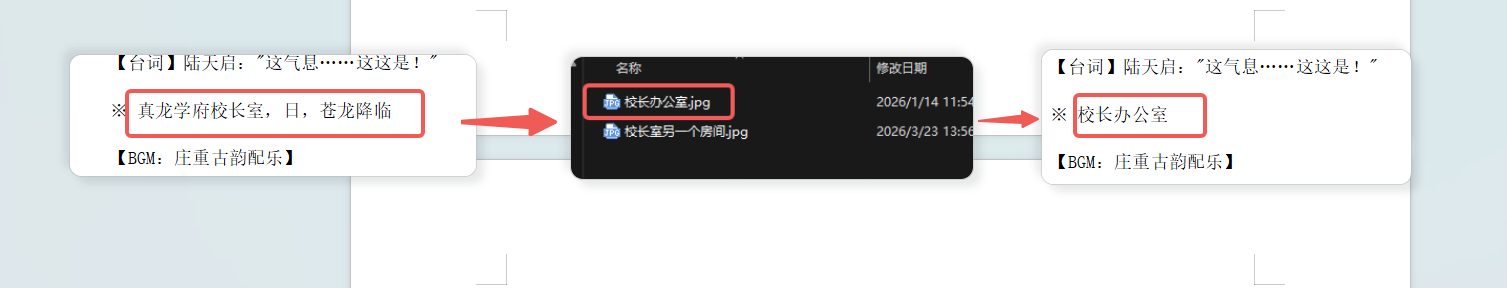 【台词】陆天启："这气息……这这是！"
※ 真龙学府校长室，日，苍龙降临
【BGM：庄重古韵配乐】
名称 修改日期
JPG 校长办公室.jpg 2026/1/14 11:54
JPG 校长室另一个房间.jpg 2026/3/23 13:56
【台词】陆天启："这气息……这这是！"
※ 校长办公室
【BGM：庄重古韵配乐】